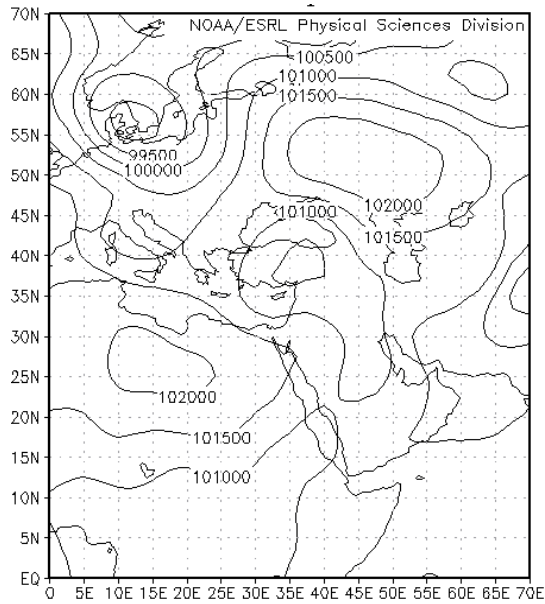 70N
NOAA/ESRL Physical Sciences Division
100500
65N
101000
60N
101500
55N
99500
100000
50N
102000
45N
101000
101500
40N
35N
30N
25N
102000
20N
101500
15N
101000
10N
5N
EQ
0 5E 10E 15E 20E 25E 30E 35E 40E 45E 50E 55E 60E 65E 70E